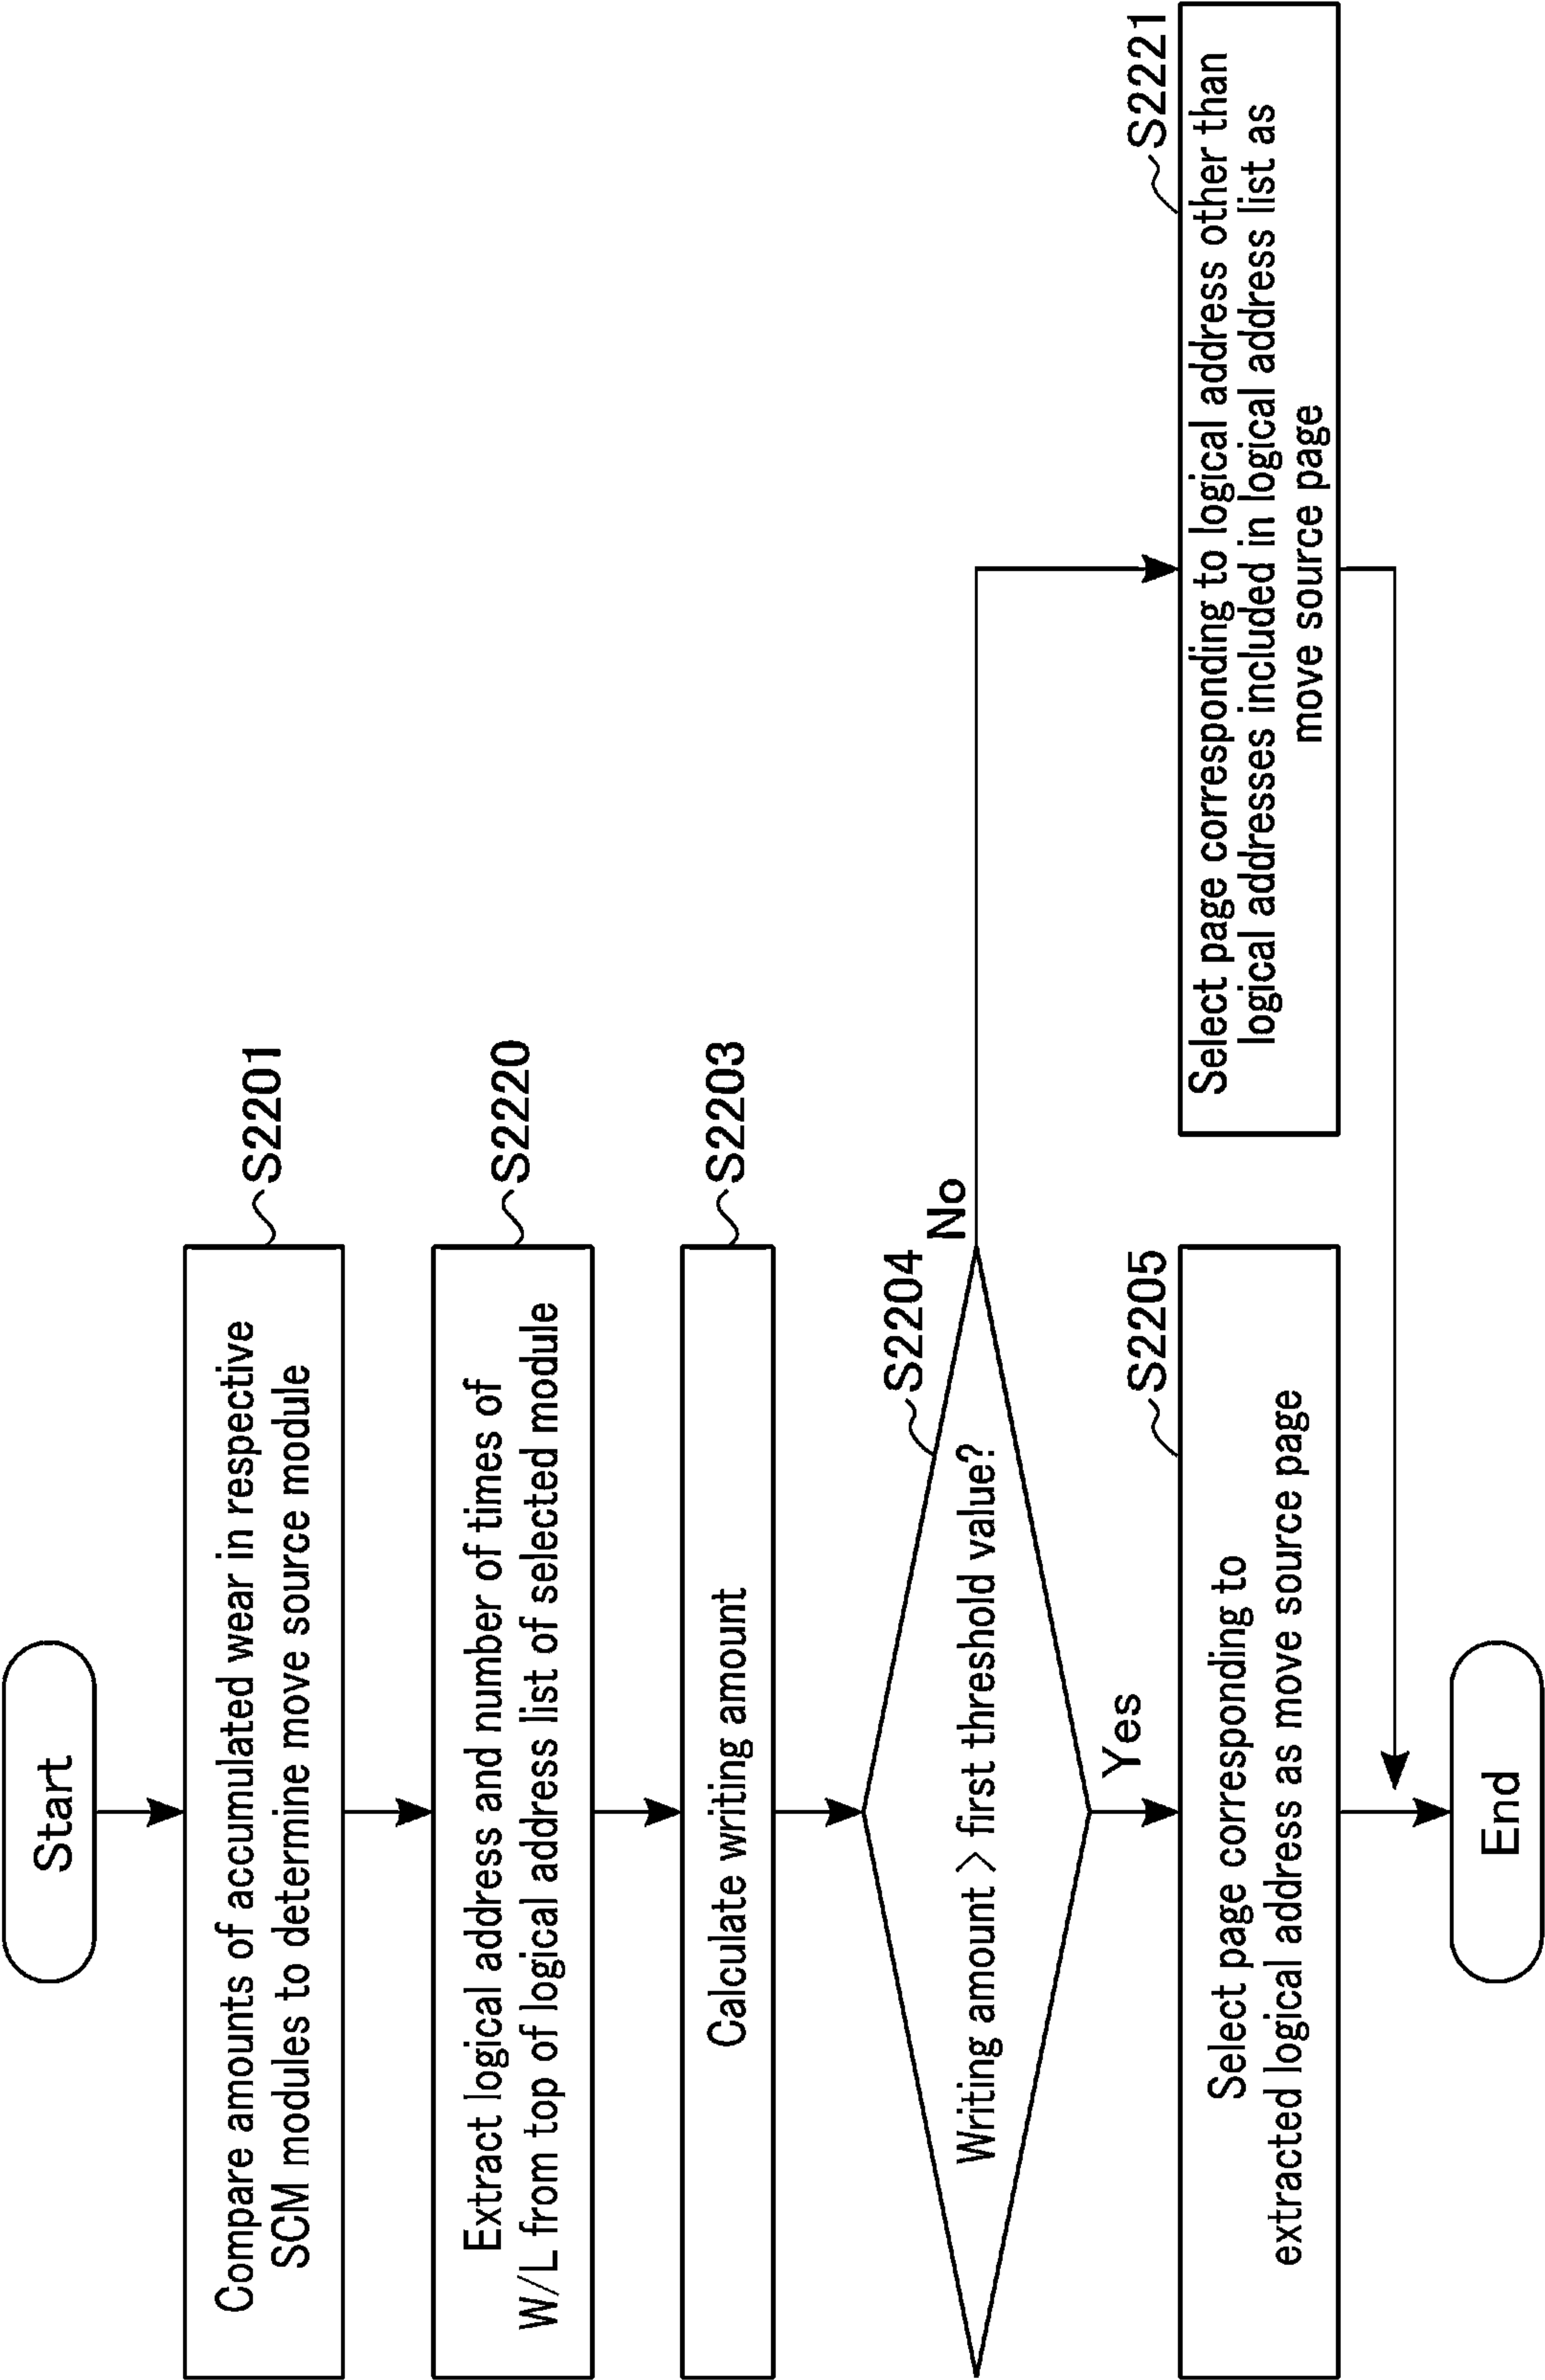 Start
S2201
Compare amounts of accumulated wear in respective
SCM modules to determine move source module
S2220
Extract logical address and number of times of
W/L from top of logical address list of selected module
S2203
Calculate writing amount
S2204
Writing amount > first threshold value?
No
Yes
S2205
Select page corresponding to
extracted logical address as move source page
S2221
Select page corresponding to logical address other than
logical addresses included in logical address list as
move source page
End